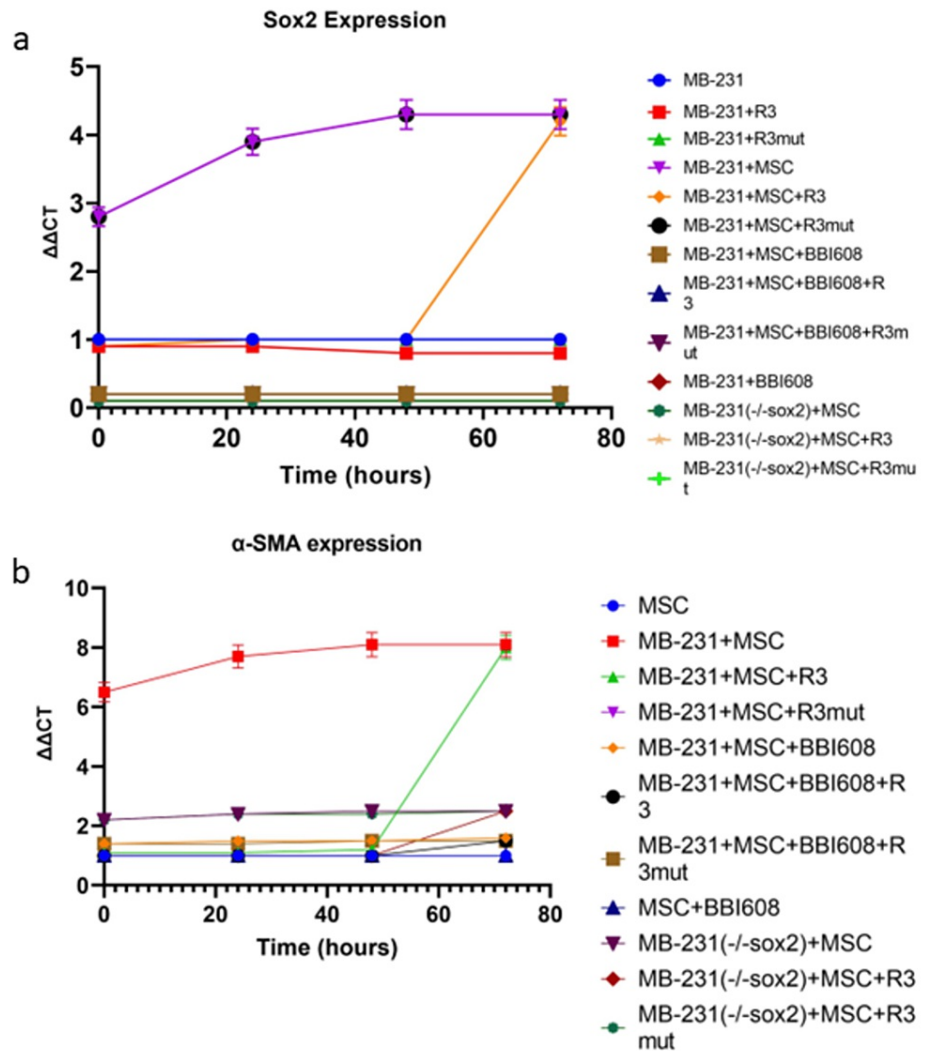 a
Sox2 Expression
5
4
3
2
1
0
ΔΔCT
0 20 40 60 80
Time (hours)
MB-231
MB-231+R3
MB-231+R3mut
MB-231+MSC
MB-231+MSC+R3
MB-231+MSC+R3mut
MB-231+MSC+BBI608
MB-231+MSC+BBI608+R
3
MB-231+MSC+BBI608+R3m
ut
MB-231+BBI608
MB-231(-/-sox2)+MSC
MB-231(-/-sox2)+MSC+R3
MB-231(-/-sox2)+MSC+R3mu
t
b
α-SMA expression
10
8
6
4
2
0
ΔΔCT
0 20 40 60 80
Time (hours)
MSC
MB-231+MSC
MB-231+MSC+R3
MB-231+MSC+R3mut
MB-231+MSC+BBI608
MB-231+MSC+BBI608+R
3
MB-231+MSC+BBI608+R
3mut
MSC+BBI608
MB-231(-/-sox2)+MSC
MB-231(-/-sox2)+MSC+R3
MB-231(-/-sox2)+MSC+R3
mut